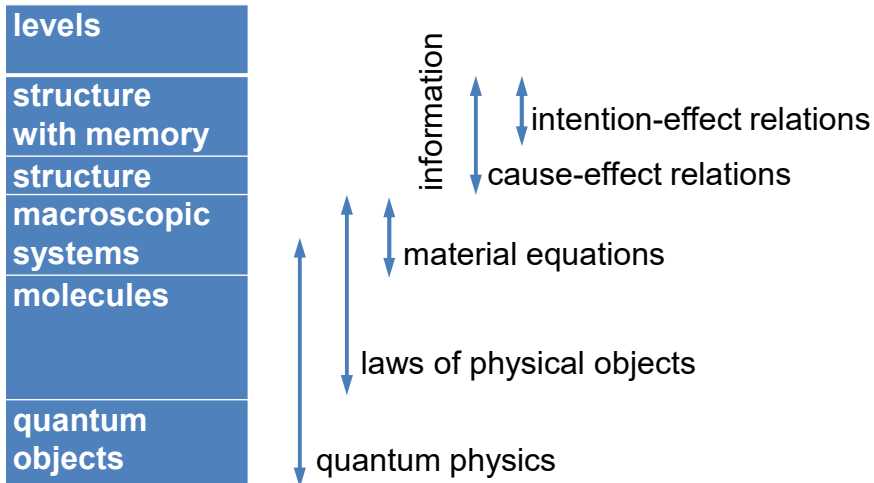 levels
information
structure
with memory
intention-effect relations
structure
cause-effect relations
macroscopic
systems
material equations
molecules
laws of physical objects
quantum
objects
quantum physics